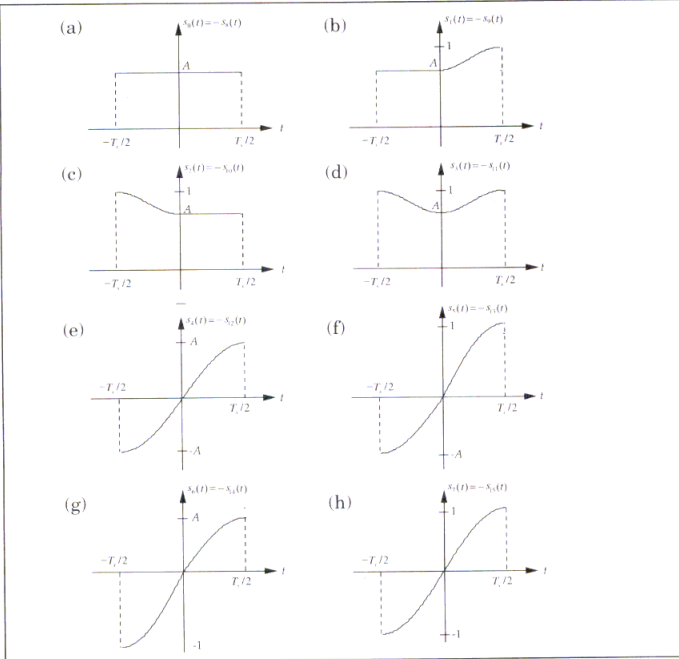 (a)
s₀(t)=−s₈(t)
A
−Tₛ/2
Tₛ/2
t
(b)
s₁(t)=−s₉(t)
1
A
−Tₛ/2
Tₛ/2
t
(c)
s₂(t)=−s₁₀(t)
1
A
−Tₛ/2
Tₛ/2
t
(d)
s₃(t)=−s₁₁(t)
1
A
−Tₛ/2
Tₛ/2
t
(e)
s₄(t)=−s₁₂(t)
A
−Tₛ/2
Tₛ/2
t
-A
(f)
s₅(t)=−s₁₃(t)
1
−Tₛ/2
Tₛ/2
t
-A
(g)
s₆(t)=−s₁₄(t)
A
−Tₛ/2
Tₛ/2
t
-1
(h)
s₇(t)=−s₁₅(t)
1
−Tₛ/2
Tₛ/2
t
-1